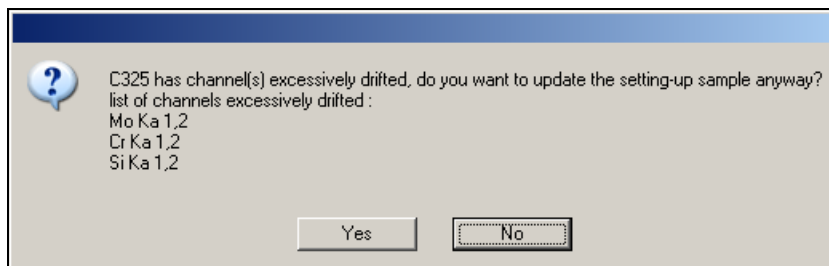 C325 has channel(s) excessively drifted, do you want to update the setting-up sample anyway?
list of channels excessively drifted :
Mo Ka 1,2
Cr Ka 1,2
Si Ka 1,2
Yes No